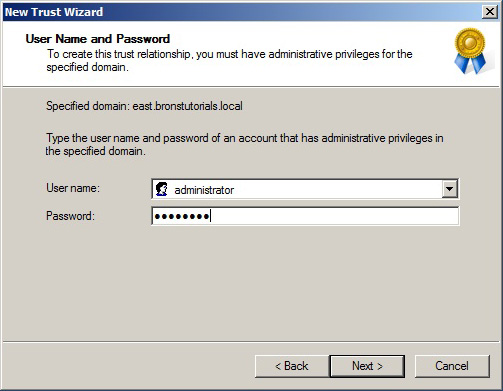 New Trust Wizard
User Name and Password
To create this trust relationship, you must have administrative privileges for the
specified domain.
Specified domain: east.bronstutorials.local
Type the user name and password of an account that has administrative privileges in
the specified domain.
User name:
administrator
Password:
••••••••
< Back
Next >
Cancel